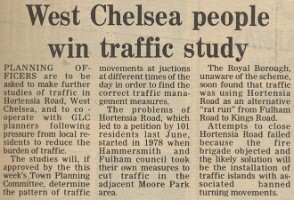 West Chelsea people
win traffic study
PLANNING OF-
FICERS are to be
asked to make further
studies of traffic in
Hortensia Road, West
Chelsea, and to co-
operate with GLC
planners following
pressure from local res-
idents to reduce the
burden of traffic.
The studies will, if
approved by the this
week's Town Planning
Committee, determine
the pattern of traffic
movements at juctions
at different times of the
day in order to find the
correct traffic manage-
ment measures.
The problems of
Hortensia Road, which
led to a petition by 101
residents last June,
started in 1978 when
Hammersmith and
Fulham council took
their own measures to
cut traffic in the
adjacent Moore Park
area.
The Royal Borough,
unaware of the scheme,
soon found that traffic
was using Hortensia
Road as an alternative
"rat run" from Fulham
Road to Kings Road.
Attempts to close
Hortensia Road failed
because the fire
brigade objected and
the likely solution will
be the installation of
traffic islands with as-
sociated banned
turning movements.